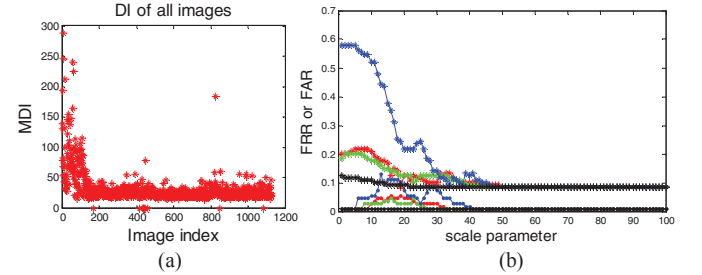 DI of all images
300
250
200
150
100
50
0
MDI
0 200 400 600 800 1000 1200
Image index
(a)
0.7
0.6
0.5
0.4
0.3
0.2
0.1
0
FRR or FAR
0 10 20 30 40 50 60 70 80 90 100
scale parameter
(b)